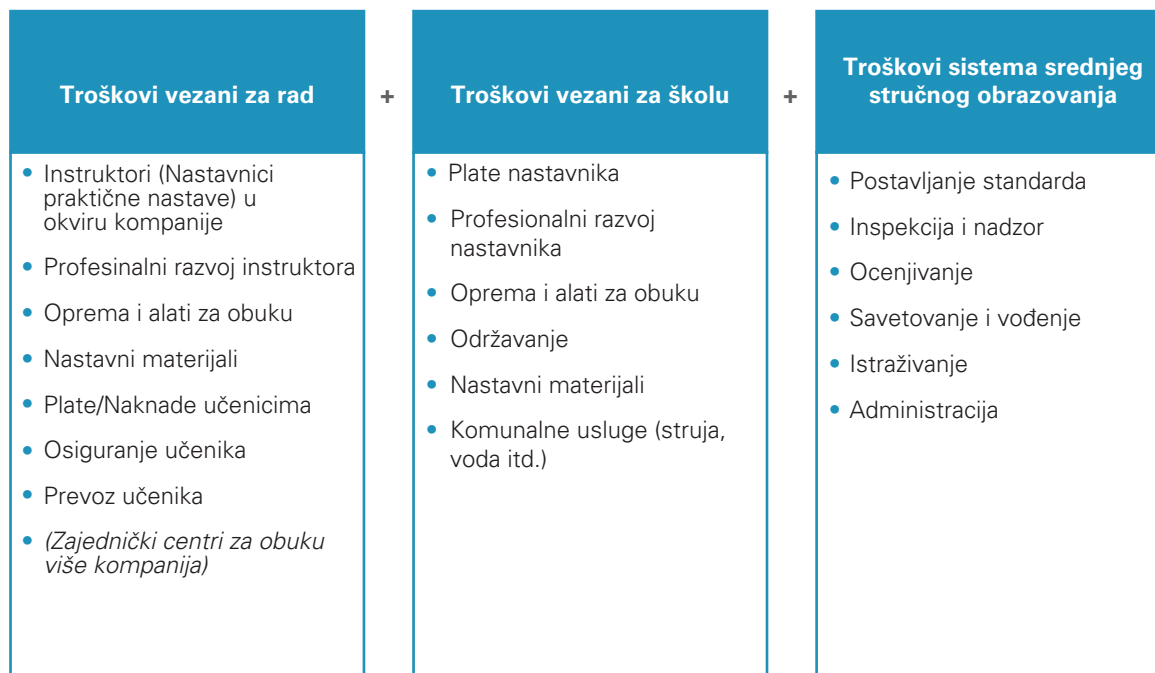 Troškovi vezani za rad
• Instruktori (Nastavnici
praktične nastave) u
okviru kompanije
• Profesinalni razvoj instruktora
• Oprema i alati za obuku
• Nastavni materijali
• Plate/Naknade učenicima
• Osiguranje učenika
• Prevoz učenika
• (Zajednički centri za obuku
više kompanija)
+
Troškovi vezani za školu
• Plate nastavnika
• Profesionalni razvoj
nastavnika
• Oprema i alati za obuku
• Održavanje
• Nastavni materijali
• Komunalne usluge (struja,
voda itd.)
+
Troškovi sistema srednjeg
stručnog obrazovanja
• Postavljanje standarda
• Inspekcija i nadzor
• Ocenjivanje
• Savetovanje i vođenje
• Istraživanje
• Administracija